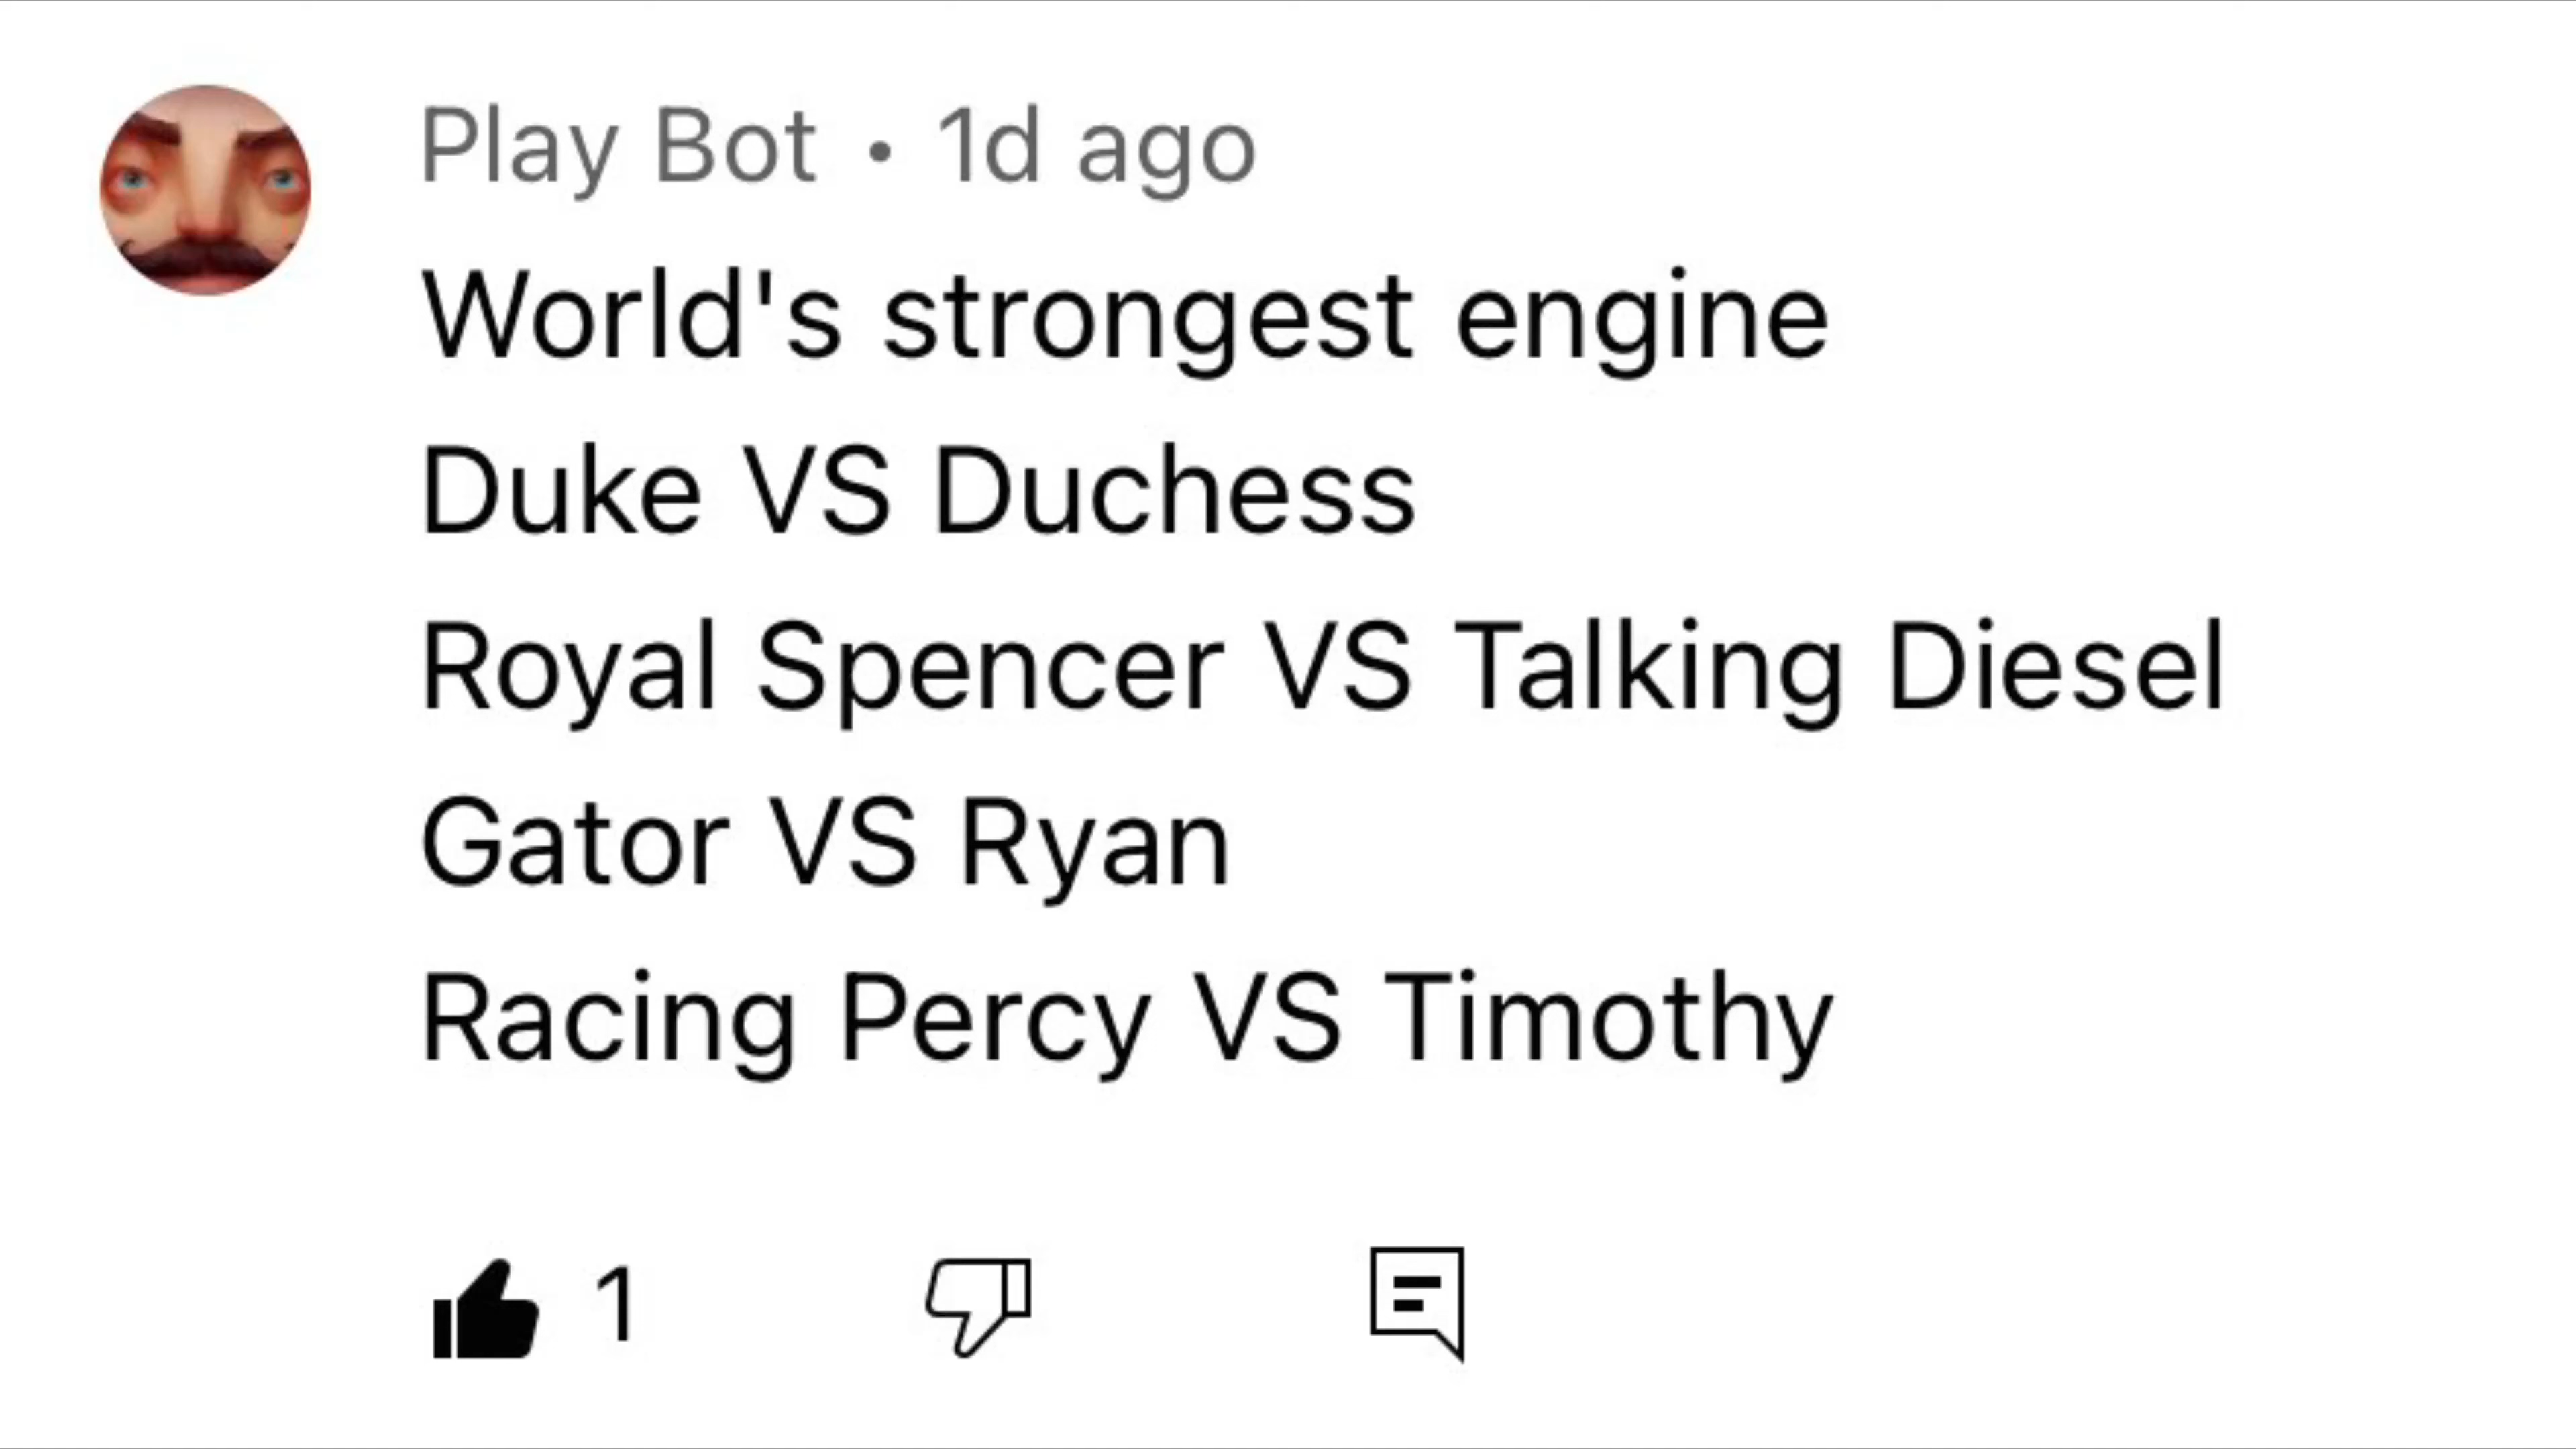 Play Bot • 1d ago
World's strongest engine
Duke VS Duchess
Royal Spencer VS Talking Diesel
Gator VS Ryan
Racing Percy VS Timothy
1